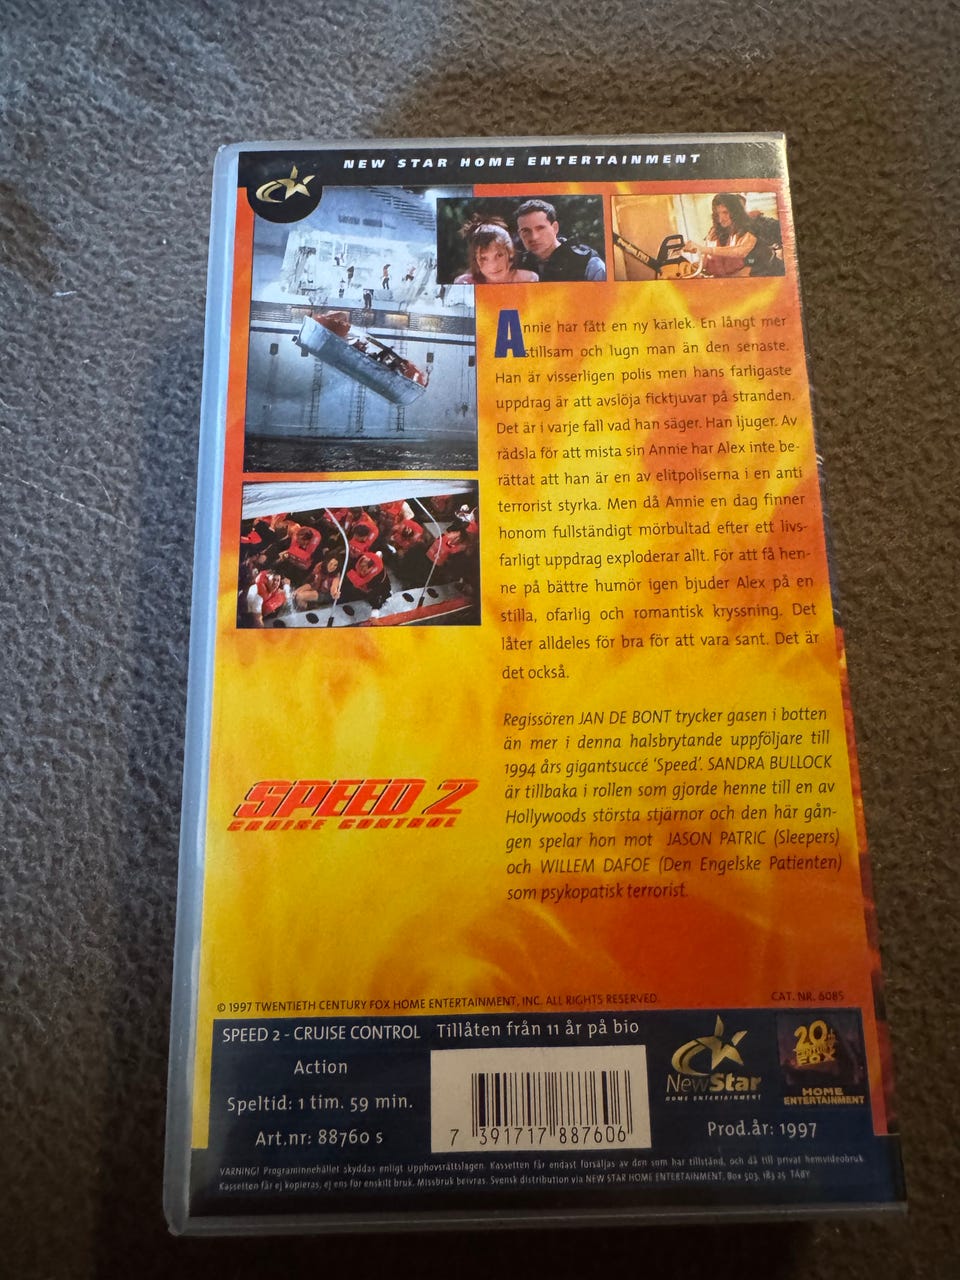 NEW STAR HOME ENTERTAINMENT
Annie har fått en ny kärlek. En långt mer
stillsam och lugn man än den senaste.
Han är visserligen polis men hans farligaste
uppdrag är att avslöja ficktjuvar på stranden.
Det är i varje fall vad han säger. Han ljuger. Av
rädsla för att mista sin Annie har Alex inte be-
rättat att han är en av elitpoliserna i en anti
terrorist styrka. Men då Annie en dag finner
honom fullständigt mörbultad efter ett livs-
farligt uppdrag exploderar allt. För att få hen-
ne på bättre humör igen bjuder Alex på en
stilla, ofarlig och romantisk kryssning. Det
låter alldeles för bra för att vara sant. Det är
det också.
Regissören JAN DE BONT trycker gasen i botten
än mer i denna halsbrytande uppföljare till
1994 års gigantsuccé 'Speed'. SANDRA BULLOCK
är tillbaka i rollen som gjorde henne till en av
Hollywoods största stjärnor och den här gån-
gen spelar hon mot JASON PATRIC (Sleepers)
och WILLEM DAFOE (Den Engelske Patienten)
som psykopatisk terrorist.
SPEED 2
CRUISE CONTROL
© 1997 TWENTIETH CENTURY FOX HOME ENTERTAINMENT, INC. ALL RIGHTS RESERVED.
CAT. NR. 6085
SPEED 2 - CRUISE CONTROL
Tillåten från 11 år på bio
Action
Speltid: 1 tim. 59 min.
Art.nr: 88760 s
7 391717 887606
NewStar
HOME ENTERTAINMENT
20th
CENTURY
FOX
HOME
ENTERTAINMENT
Prod.år: 1997
VARNING! Programinnehållet skyddas enligt upphovsrättslagen. Kassetten får endast försäljas av den som har tillstånd, och då till privat hemvideobruk.
Kassetten får ej kopieras, ej ens för enskilt bruk. Missbruk beivras. Svensk distribution via NEW STAR HOME ENTERTAINMENT, Box 503, 183 25 TÄBY